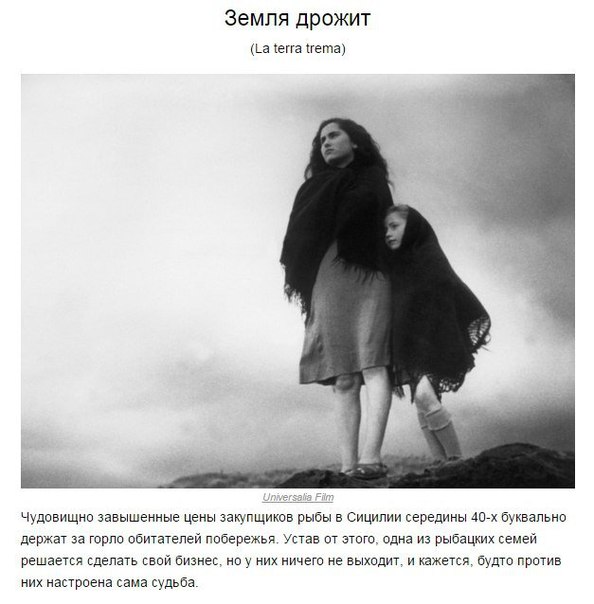 Земля дрожит
(La terra trema)
Universalia Film
Чудовищно завышенные цены закупщиков рыбы в Сицилии середины 40-х буквально
держат за горло обитателей побережья. Устав от этого, одна из рыбацких семей
решается сделать свой бизнес, но у них ничего не выходит, и кажется, будто против
них настроена сама судьба.